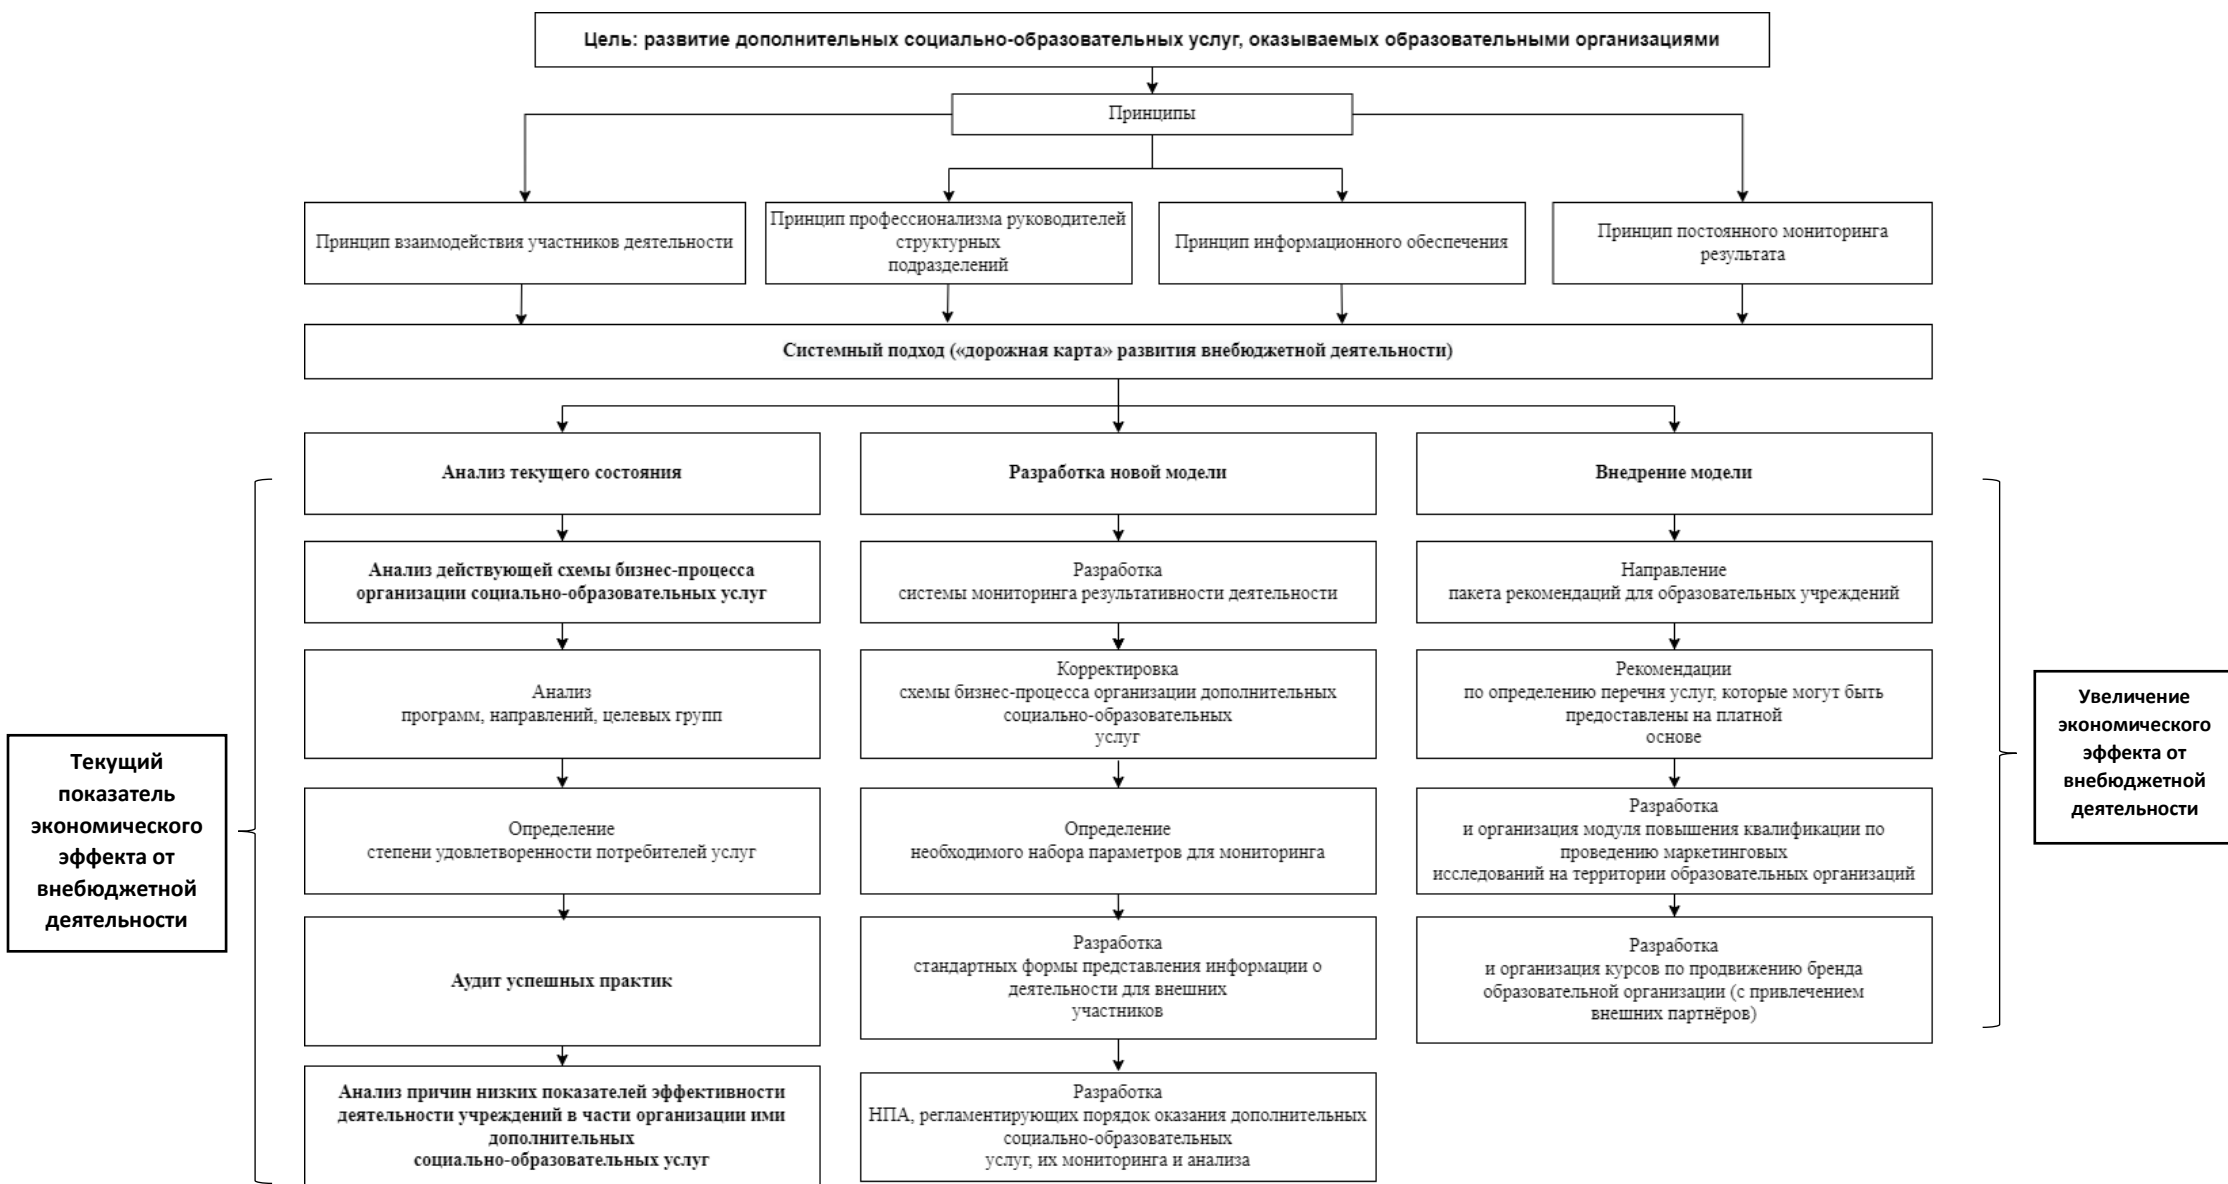 Цель: развитие дополнительных социально-образовательных услуг, оказываемых образовательными организациями
Принципы
Принцип взаимодействия участников деятельности
Принцип профессионализма руководителей
структурных
подразделений
Принцип информационного обеспечения
Принцип постоянного мониторинга
результата
Системный подход («дорожная карта» развития внебюджетной деятельности)
Анализ текущего состояния
Анализ действующей схемы бизнес-процесса
организации социально-образовательных услуг
Анализ
программ, направлений, целевых групп
Определение
степени удовлетворенности потребителей услуг
Аудит успешных практик
Анализ причин низких показателей эффективности
деятельности учреждений в части организации ими
дополнительных
социально-образовательных услуг
Разработка новой модели
Разработка
системы мониторинга результативности деятельности
Корректировка
схемы бизнес-процесса организации дополнительных
социально-образовательных
услуг
Определение
необходимого набора параметров для мониторинга
Разработка
стандартных формы представления информации о
деятельности для внешних
участников
Разработка
НПА, регламентирующих порядок оказания дополнительных
социально-образовательных
услуг, их мониторинга и анализа
Внедрение модели
Направление
пакета рекомендаций для образовательных учреждений
Рекомендации
по определению перечня услуг, которые могут быть
предоставлены на платной
основе
Разработка
и организация модуля повышения квалификации по
проведению маркетинговых
исследований на территории образовательных организаций
Разработка
и организация курсов по продвижению бренда
образовательной организации (с привлечением
внешних партнёров)
Текущий
показатель
экономического
эффекта от
внебюджетной
деятельности
Увеличение
экономического
эффекта от
внебюджетной
деятельности